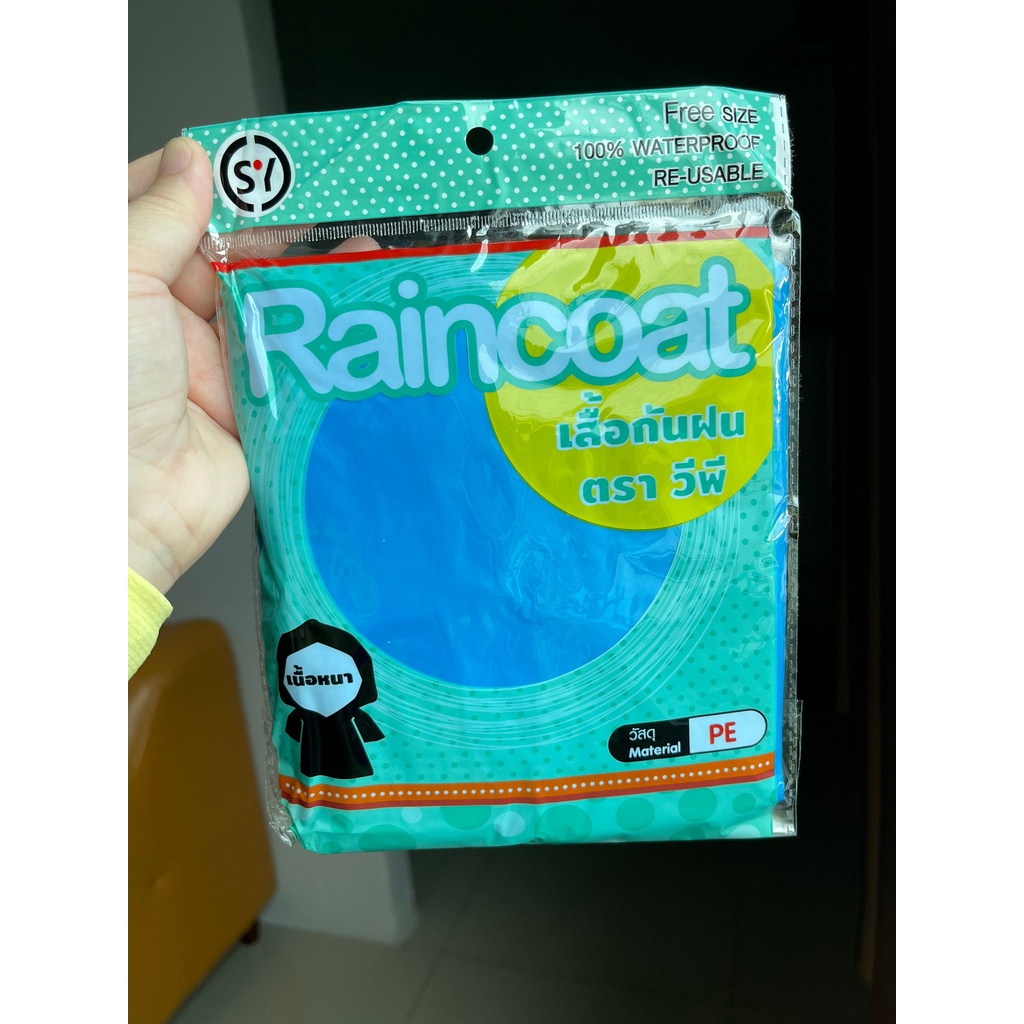 SY
Free SIZE
100% WATERPROOF
RE-USABLE
Raincoat
เสื้อกันฝน
ตรา วีพี
เนื้อหนา
วัสดุ
Material
PE